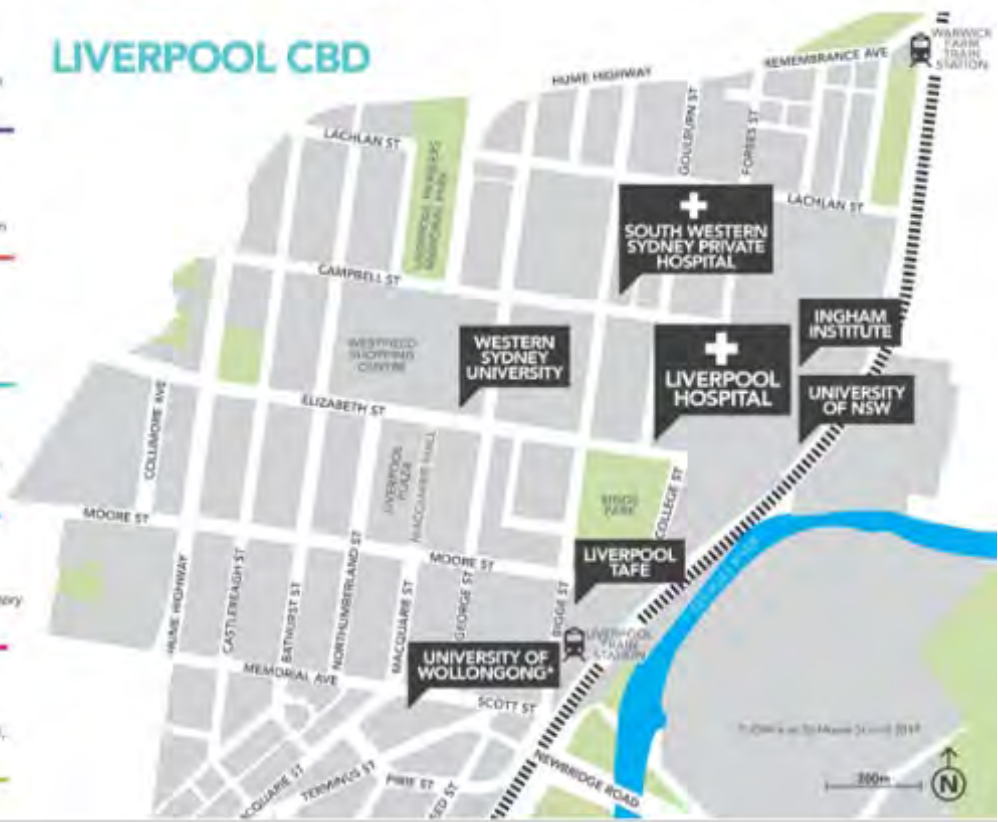 LIVERPOOL CBD
WARWICK
FARM
TRAIN
STATION
REMEMBRANCE AVE
HUME HIGHWAY
GOULBURN ST
FORBES ST
LACHLAN ST
LIVERPOOL PIONEERS
MEMORIAL PARK
LACHLAN ST
SOUTH WESTERN
SYDNEY PRIVATE
HOSPITAL
CAMPBELL ST
INGHAM
INSTITUTE
WESTFIELD
SHOPPING
CENTRE
WESTERN
SYDNEY
UNIVERSITY
LIVERPOOL
HOSPITAL
UNIVERSITY
OF NSW
COLLIMORE AVE
ELIZABETH ST
LIVERPOOL
PLAZA
MACQUARIE MALL
BIGGE
PARK
COLLEGE ST
MOORE ST
MOORE ST
LIVERPOOL
TAFE
HUME HIGHWAY
CASTLEREAGH ST
BATHURST ST
NORTHUMBERLAND ST
MACQUARIE ST
GEORGE ST
BIGGE ST
LIVERPOOL
TRAIN
STATION
UNIVERSITY OF
WOLLONGONG*
MEMORIAL AVE
SCOTT ST
NEWBRIDGE ROAD
TERMINUS ST
PIRIE ST
200m
N